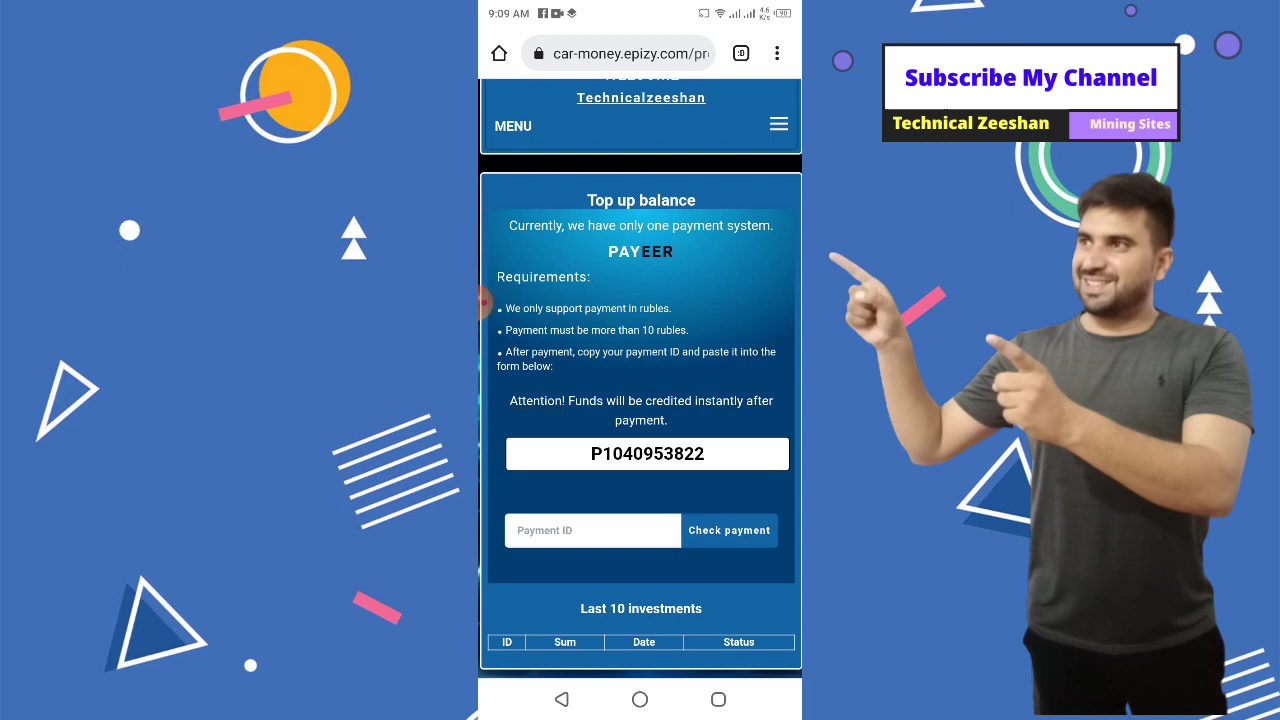 9:09 AM
4.6
K/s
90
car-money.epizy.com/pr
:D
Technicalzeeshan
MENU
Top up balance
Currently, we have only one payment system.
PAYEER
Requirements:
• We only support payment in rubles.
• Payment must be more than 10 rubles.
• After payment, copy your payment ID and paste it into the
form below:
Attention! Funds will be credited instantly after
payment.
P1040953822
Payment ID
Check payment
Last 10 investments
ID Sum Date Status
Subscribe My Channel
Technical Zeeshan
Mining Sites